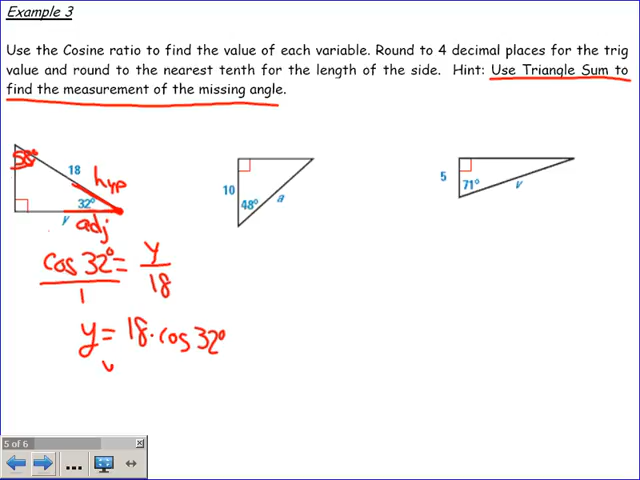 Example 3
Use the Cosine ratio to find the value of each variable. Round to 4 decimal places for the trig
value and round to the nearest tenth for the length of the side. Hint: Use Triangle Sum to
find the measurement of the missing angle.
58°
18
hyp
32°
y
adj
10
48°
a
5
71°
v
cos 32° = y
1 18
y = 18 · cos 32°
5 of 6
...